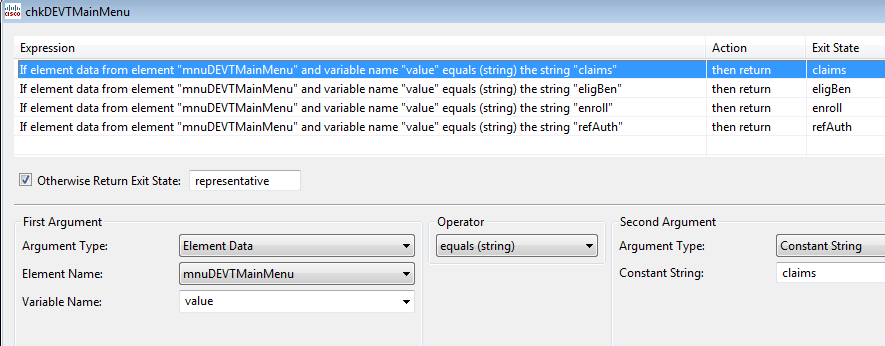 cisco chkDEVTMainMenu
Expression Action Exit State
If element data from element "mnuDEVTMainMenu" and variable name "value" equals (string) the string "claims" then return claims
If element data from element "mnuDEVTMainMenu" and variable name "value" equals (string) the string "eligBen" then return eligBen
If element data from element "mnuDEVTMainMenu" and variable name "value" equals (string) the string "enroll" then return enroll
If element data from element "mnuDEVTMainMenu" and variable name "value" equals (string) the string "refAuth" then return refAuth
Otherwise Return Exit State: representative
First Argument Operator Second Argument
Argument Type: Element Data equals (string) Argument Type: Constant String
Element Name: mnuDEVTMainMenu Constant String: claims
Variable Name: value